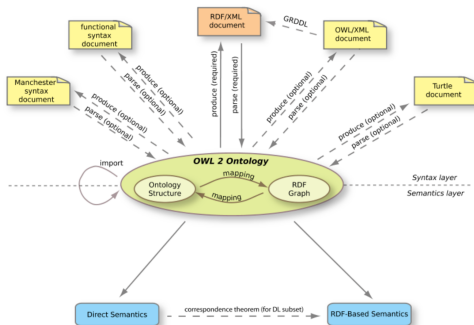 functional
syntax
document
RDF/XML
document
GRDDL
OWL/XML
document
Manchester
syntax
document
Turtle
document
produce (optional)
parse (optional)
produce (optional)
parse (optional)
produce (required)
parse (required)
produce (optional)
parse (optional)
produce (optional)
parse (optional)
import
OWL 2 Ontology
Ontology
Structure
mapping
mapping
RDF
Graph
Syntax layer
Semantics layer
Direct Semantics
correspondence theorem (for DL subset)
RDF-Based Semantics